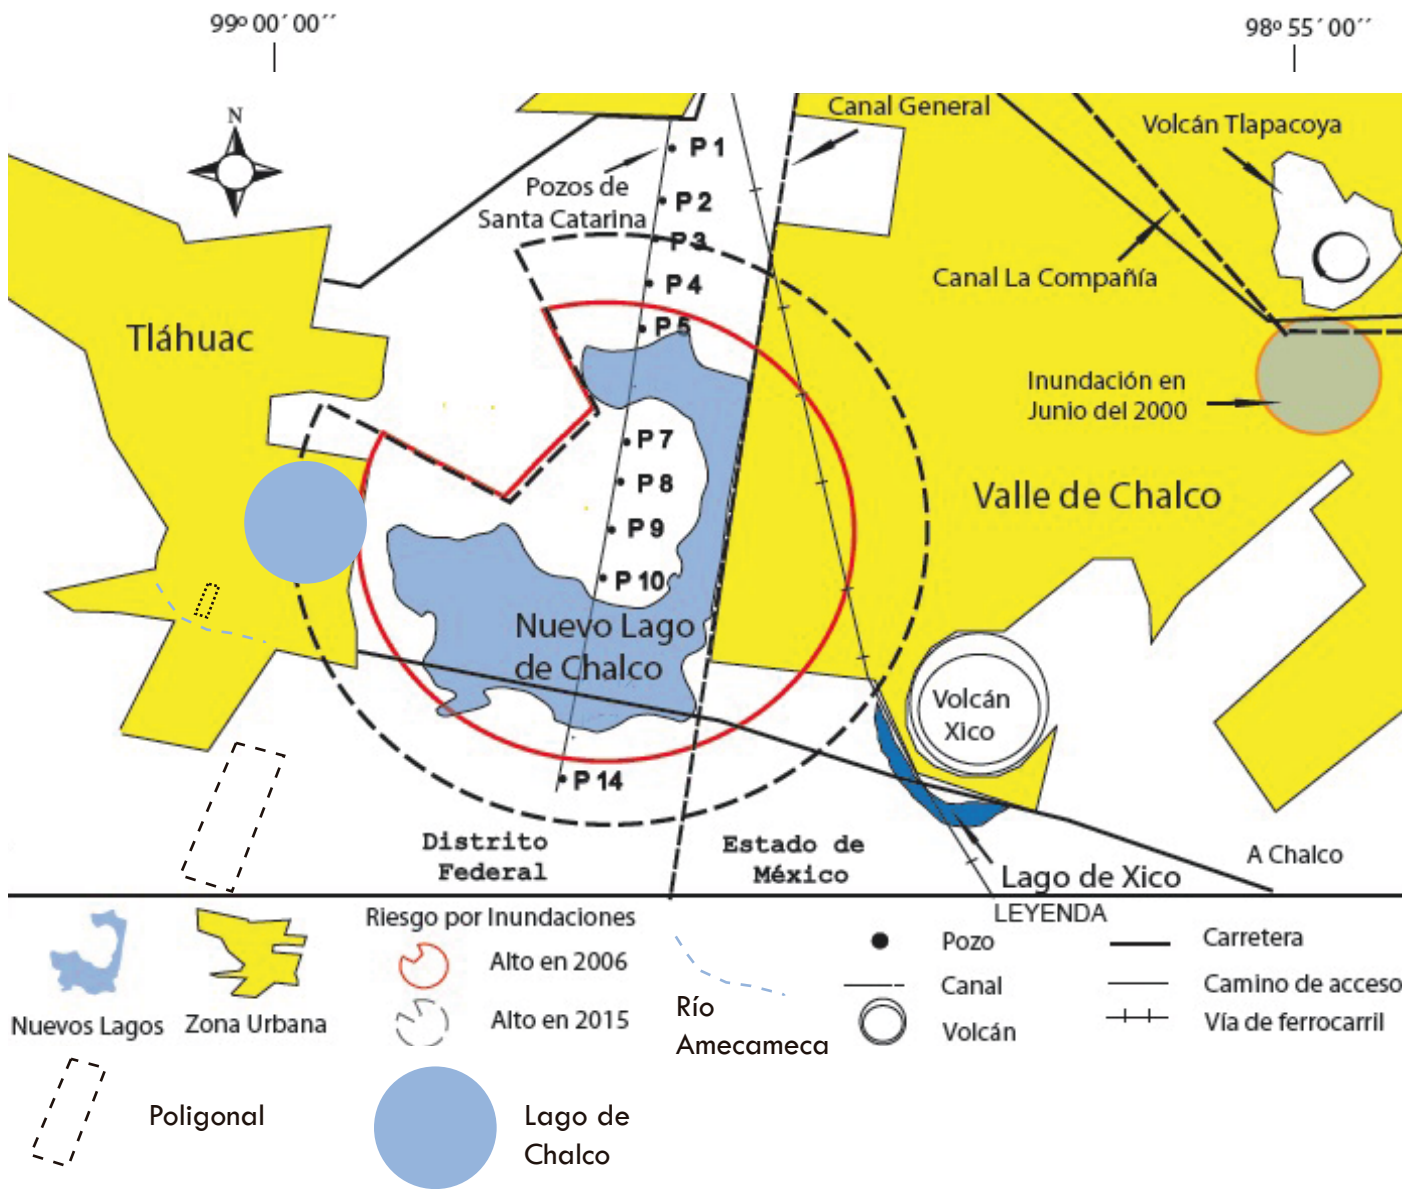 99º 00´ 00´´
98º 55´ 00´´
N
Canal General
Volcán Tlapacoya
P 1
Pozos de
Santa Catarina
P 2
P 3
P 4
Canal La Compañía
P 5
Tláhuac
Inundación en
Junio del 2000
P 7
P 8
Valle de Chalco
P 9
P 10
Nuevo Lago
de Chalco
Volcán
Xico
P 14
Distrito
Federal
Estado de
México
A Chalco
Lago de Xico
LEYENDA
Riesgo por Inundaciones
Alto en 2006
Alto en 2015
Nuevos Lagos
Zona Urbana
Río
Amecameca
Pozo
Canal
Volcán
Carretera
Camino de acceso
Vía de ferrocarril
Poligonal
Lago de
Chalco